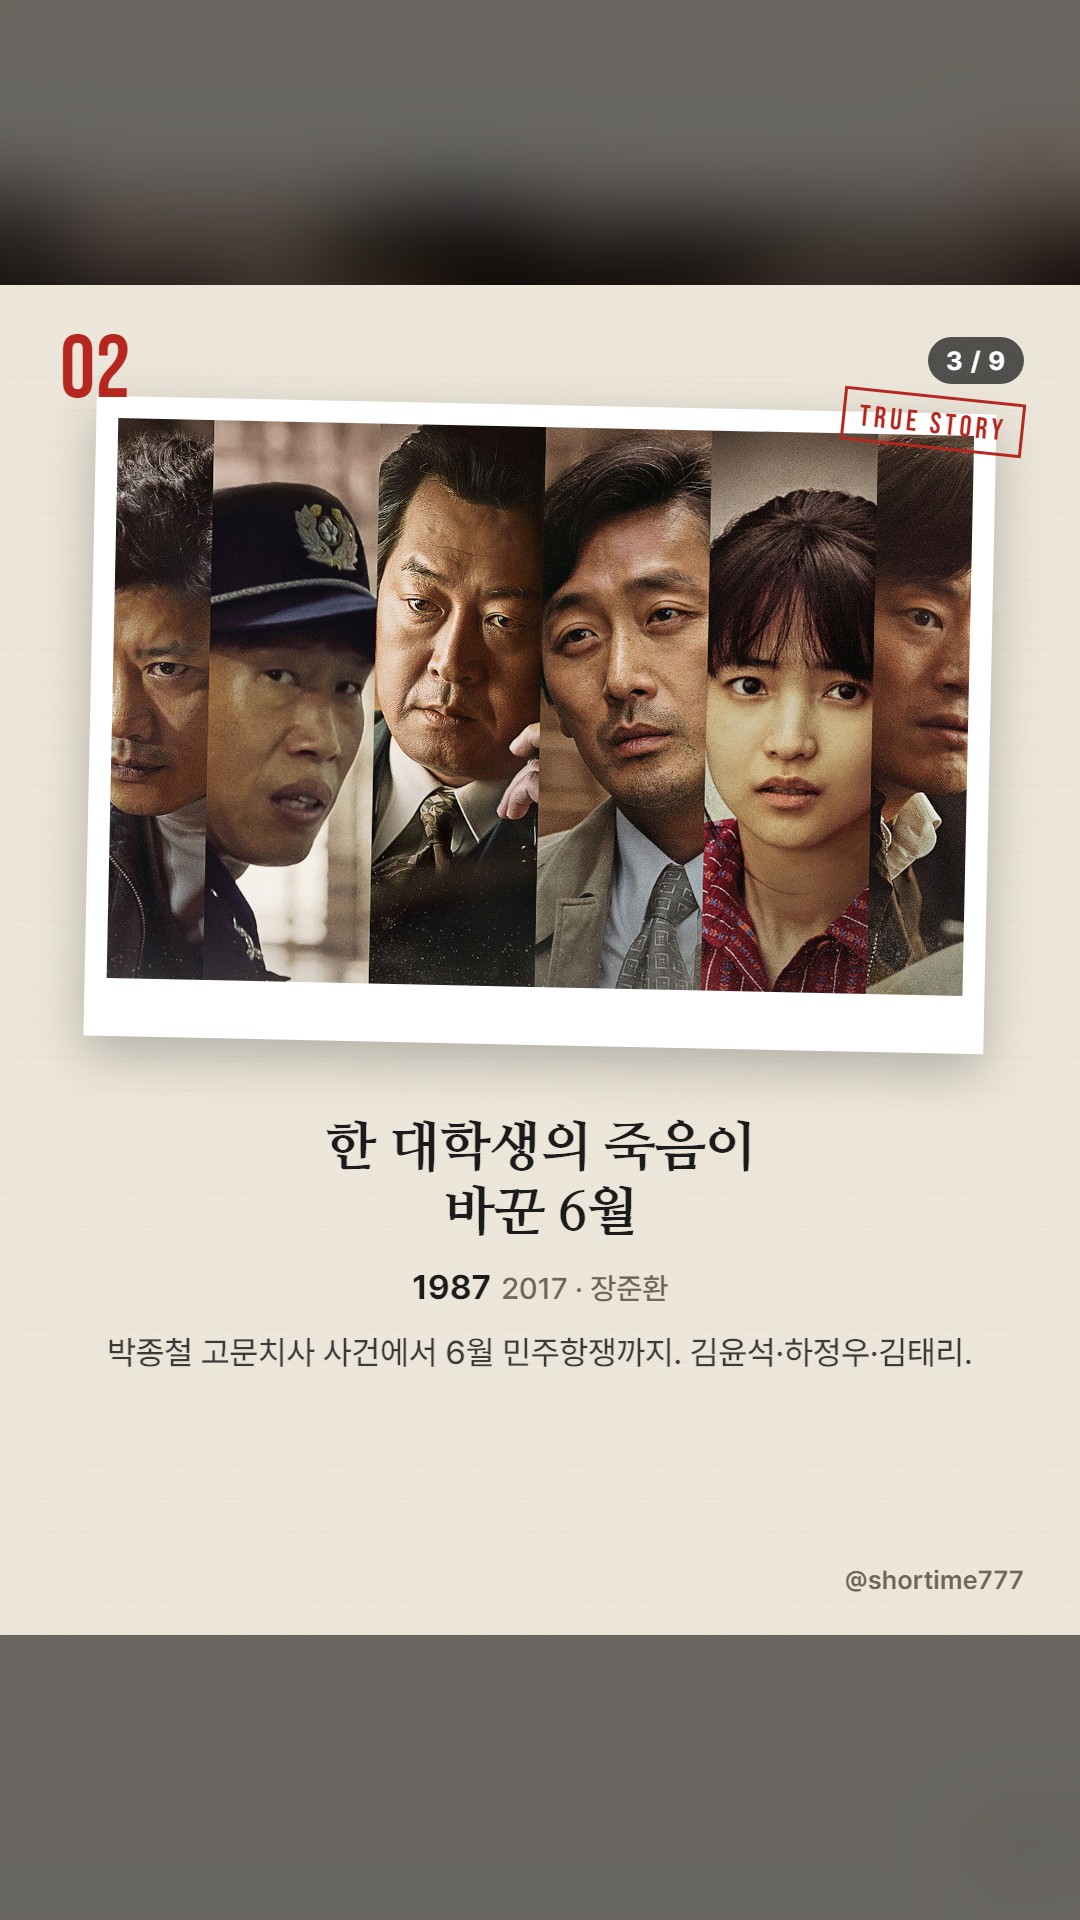 02
3 / 9
TRUE STORY
한 대학생의 죽음이
바꾼 6월
1987 2017 · 장준환
박종철 고문치사 사건에서 6월 민주항쟁까지. 김윤석·하정우·김태리.
@shortime777